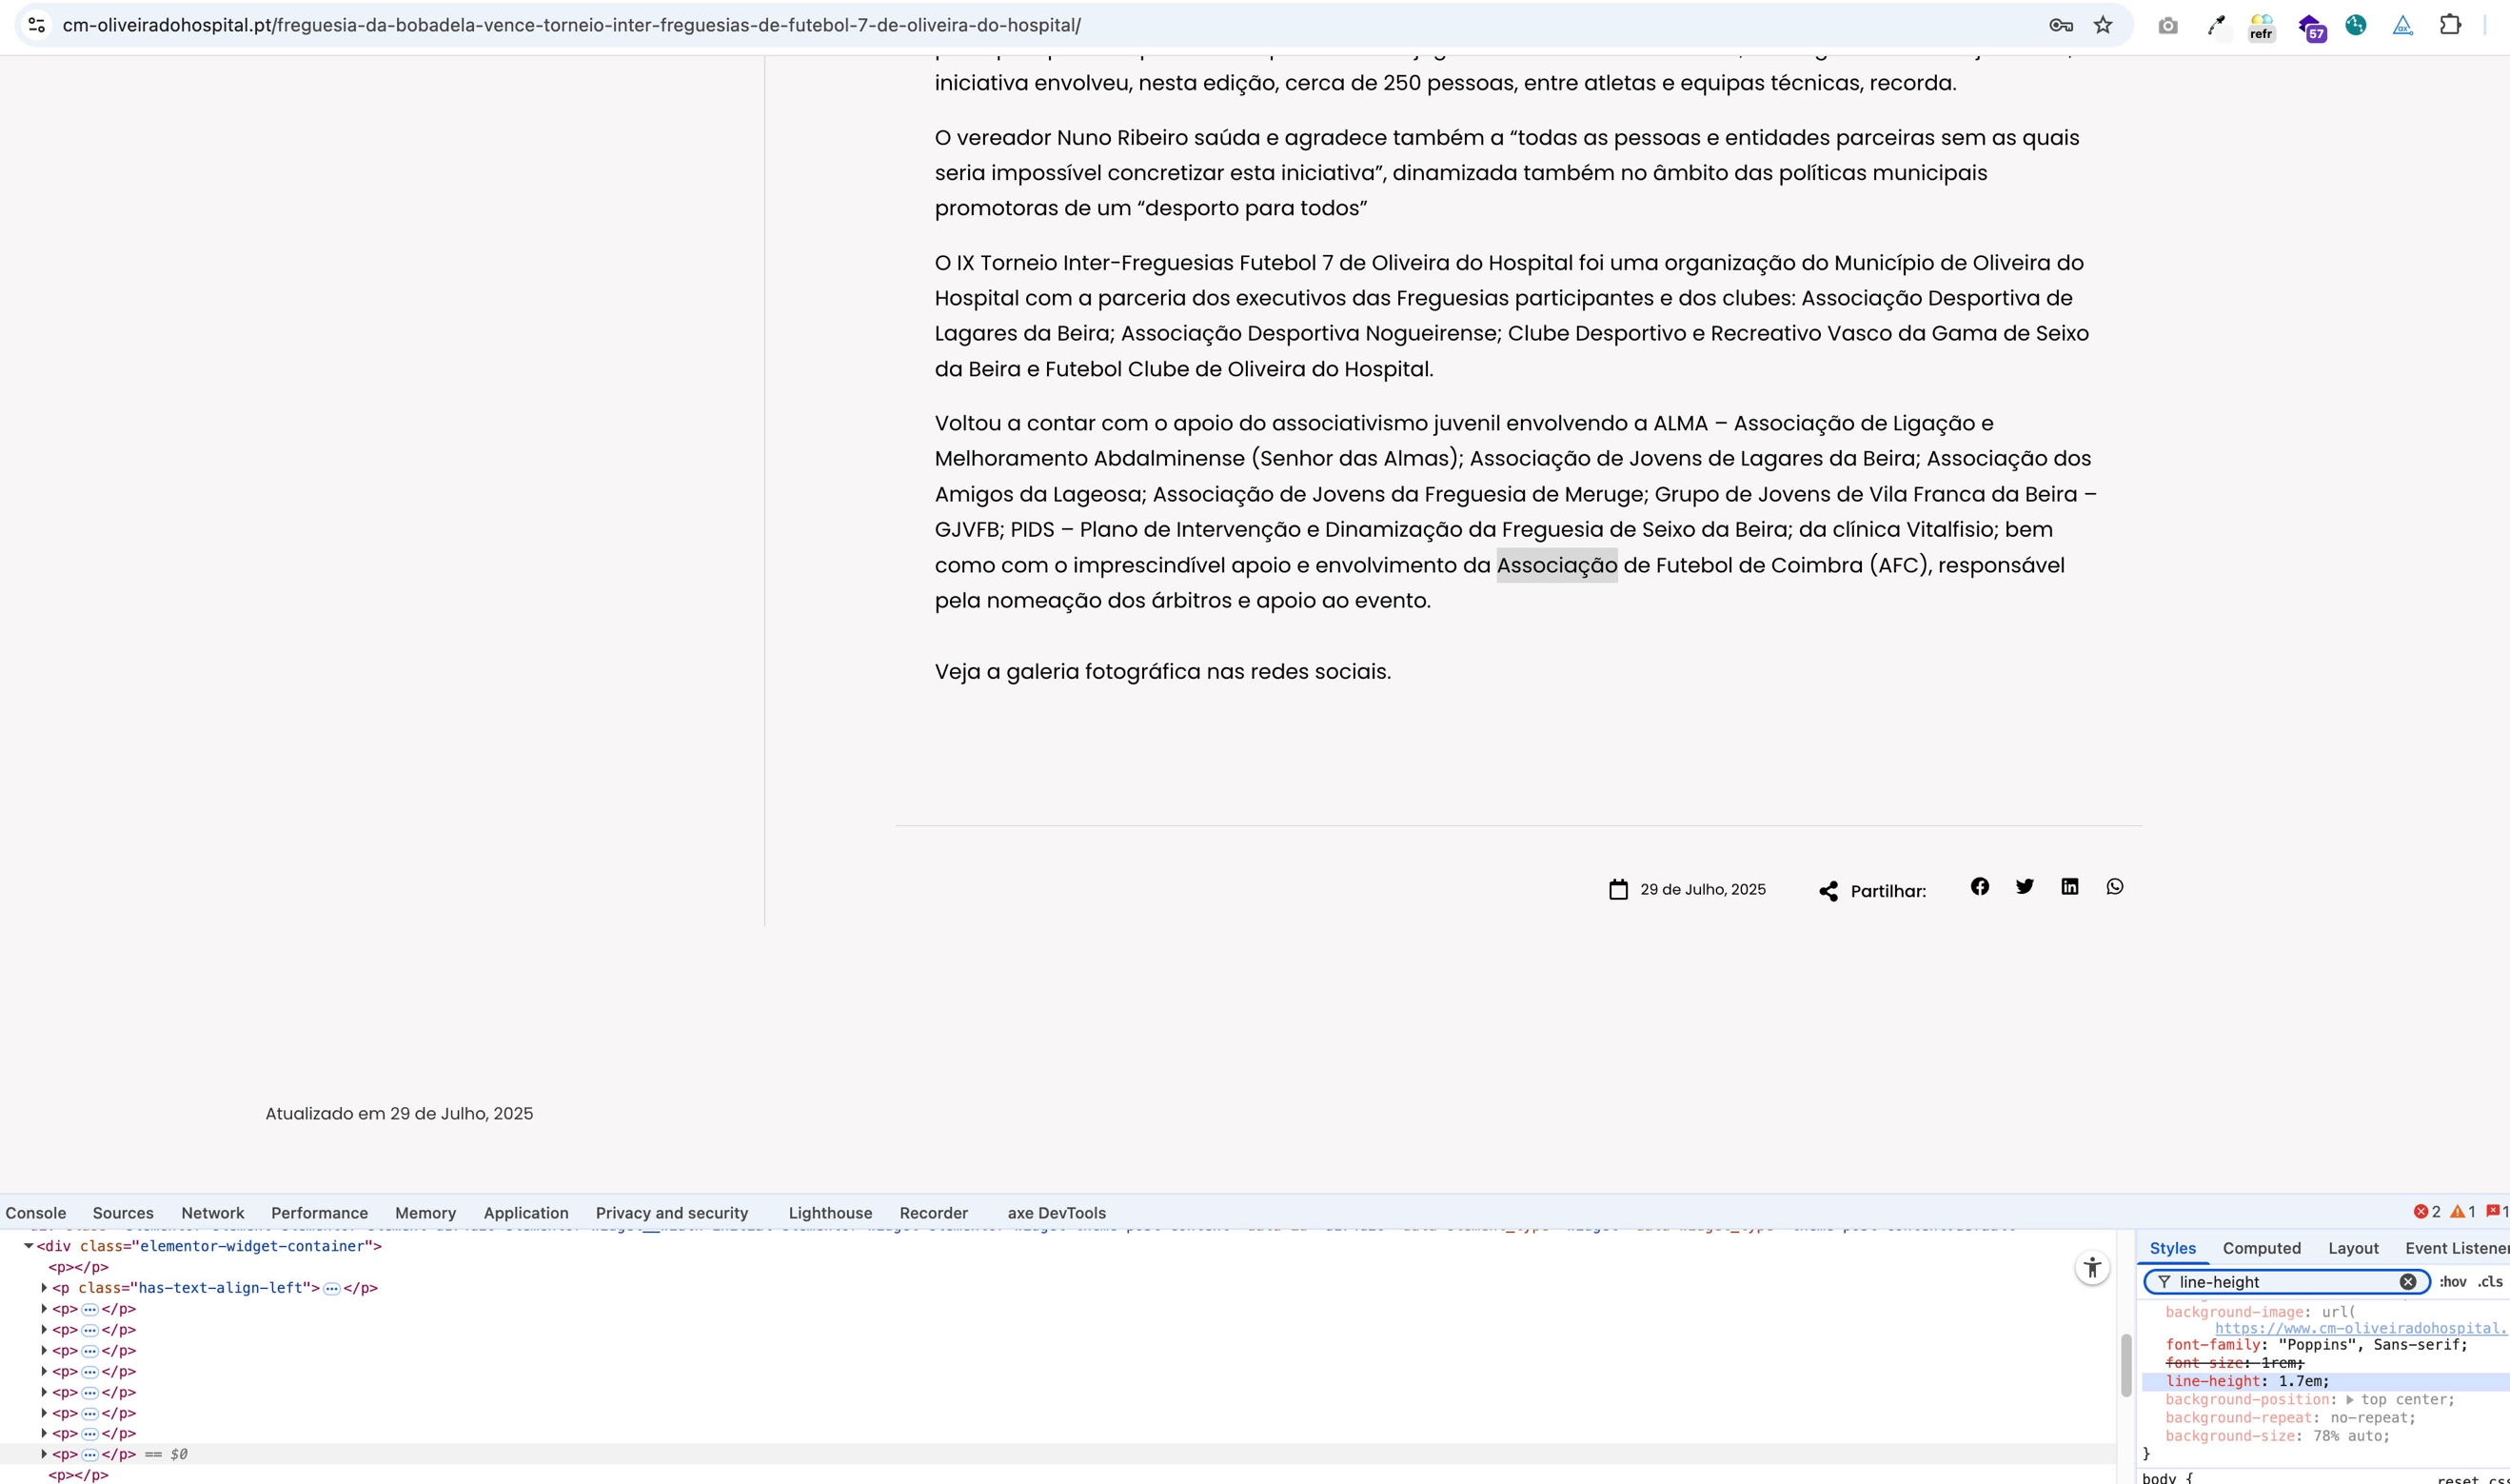 cm-oliveiradohospital.pt/freguesia-da-bobadela-vence-torneio-inter-freguesias-de-futebol-7-de-oliveira-do-hospital/
refr
57
iniciativa envolveu, nesta edição, cerca de 250 pessoas, entre atletas e equipas técnicas, recorda.
O vereador Nuno Ribeiro saúda e agradece também a “todas as pessoas e entidades parceiras sem as quais
seria impossível concretizar esta iniciativa”, dinamizada também no âmbito das políticas municipais
promotoras de um “desporto para todos”
O IX Torneio Inter-Freguesias Futebol 7 de Oliveira do Hospital foi uma organização do Município de Oliveira do
Hospital com a parceria dos executivos das Freguesias participantes e dos clubes: Associação Desportiva de
Lagares da Beira; Associação Desportiva Nogueirense; Clube Desportivo e Recreativo Vasco da Gama de Seixo
da Beira e Futebol Clube de Oliveira do Hospital.
Voltou a contar com o apoio do associativismo juvenil envolvendo a ALMA – Associação de Ligação e
Melhoramento Abdalminense (Senhor das Almas); Associação de Jovens de Lagares da Beira; Associação dos
Amigos da Lageosa; Associação de Jovens da Freguesia de Meruge; Grupo de Jovens de Vila Franca da Beira –
GJVFB; PIDS – Plano de Intervenção e Dinamização da Freguesia de Seixo da Beira; da clínica Vitalfisio; bem
como com o imprescindível apoio e envolvimento da Associação de Futebol de Coimbra (AFC), responsável
pela nomeação dos árbitros e apoio ao evento.
Veja a galeria fotográfica nas redes sociais.
29 de Julho, 2025
Partilhar:
Atualizado em 29 de Julho, 2025
Console Sources Network Performance Memory Application Privacy and security Lighthouse Recorder axe DevTools
2 1 1
<div class="elementor-widget-container">
<p></p>
<p class="has-text-align-left">…</p>
<p>…</p>
<p>…</p>
<p>…</p>
<p>…</p>
<p>…</p>
<p>…</p>
<p>…</p>
<p>…</p> == $0
<p></p>
Styles Computed Layout Event Listener
line-height
:hov .cls
background-image: url(
https://www.cm-oliveiradohospital.
font-family: "Poppins", Sans-serif;
font-size: 1rem;
line-height: 1.7em;
background-position: top center;
background-repeat: no-repeat;
background-size: 78% auto;
}
body {
reset.css